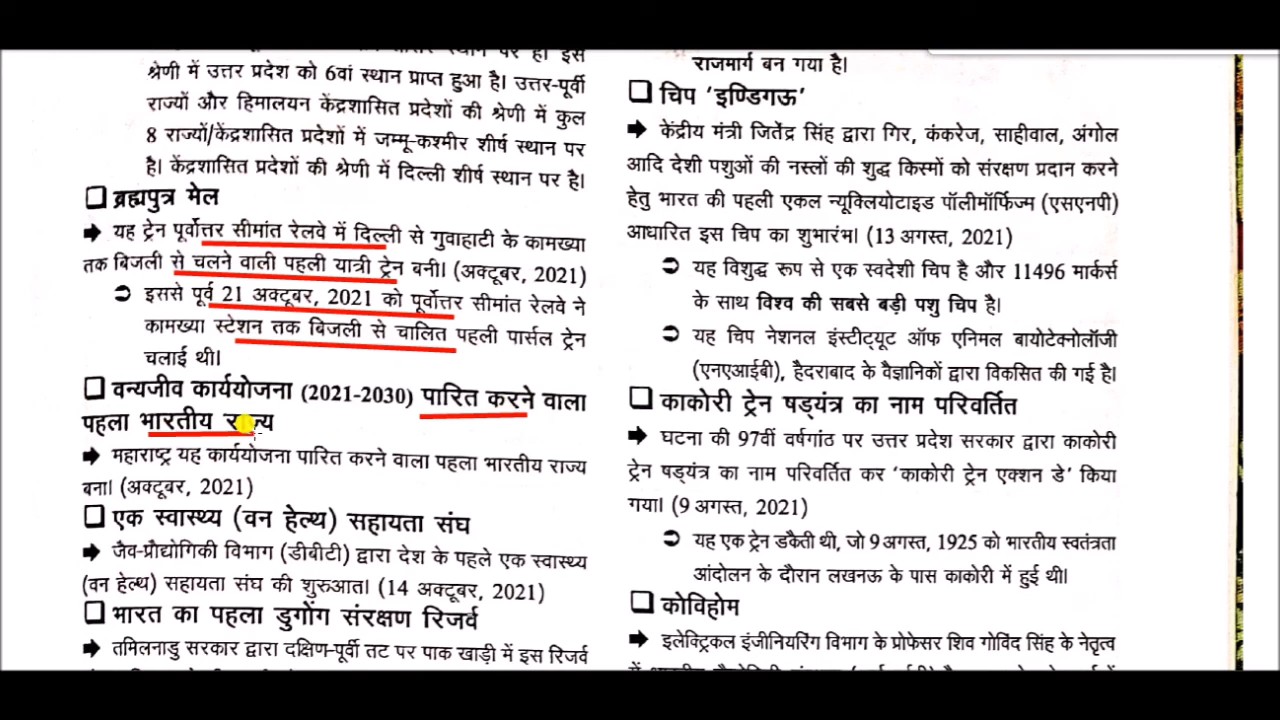 स्थान पर है। इस
श्रेणी में उत्तर प्रदेश को 6वां स्थान प्राप्त हुआ है। उत्तर-पूर्वी
राज्यों और हिमालयन केंद्रशासित प्रदेशों की श्रेणी में कुल
8 राज्यों/केंद्रशासित प्रदेशों में जम्मू-कश्मीर शीर्ष स्थान पर
है। केंद्रशासित प्रदेशों की श्रेणी में दिल्ली शीर्ष स्थान पर है।
ब्रह्मपुत्र मेल
यह ट्रेन पूर्वोत्तर सीमांत रेलवे में दिल्ली से गुवाहाटी के कामख्या
तक बिजली से चलने वाली पहली यात्री ट्रेन बनी। (अक्टूबर, 2021)
इससे पूर्व 21 अक्टूबर, 2021 को पूर्वोत्तर सीमांत रेलवे ने
कामख्या स्टेशन तक बिजली से चालित पहली पार्सल ट्रेन
चलाई थी।
वन्यजीव कार्ययोजना (2021-2030) पारित करने वाला
पहला भारतीय राज्य
महाराष्ट्र यह कार्ययोजना पारित करने वाला पहला भारतीय राज्य
बना। (अक्टूबर, 2021)
एक स्वास्थ्य (वन हेल्थ) सहायता संघ
जैव-प्रौद्योगिकी विभाग (डीबीटी) द्वारा देश के पहले एक स्वास्थ्य
(वन हेल्थ) सहायता संघ की शुरुआत। (14 अक्टूबर, 2021)
भारत का पहला डुगोंग संरक्षण रिजर्व
तमिलनाडु सरकार द्वारा दक्षिण-पूर्वी तट पर पाक खाड़ी में इस रिजर्व
राजमार्ग बन गया है।
चिप 'इण्डिगऊ'
केंद्रीय मंत्री जितेंद्र सिंह द्वारा गिर, कंकरेज, साहीवाल, अंगोल
आदि देशी पशुओं की नस्लों की शुद्ध किस्मों को संरक्षण प्रदान करने
हेतु भारत की पहली एकल न्यूक्लियोटाइड पॉलीमॉर्फिज्म (एसएनपी)
आधारित इस चिप का शुभारंभ। (13 अगस्त, 2021)
यह विशुद्ध रूप से एक स्वदेशी चिप है और 11496 मार्कर्स
के साथ विश्व की सबसे बड़ी पशु चिप है।
यह चिप नेशनल इंस्टीट्यूट ऑफ एनिमल बायोटेक्नोलॉजी
(एनएआईबी), हैदराबाद के वैज्ञानिकों द्वारा विकसित की गई है।
काकोरी ट्रेन षड्यंत्र का नाम परिवर्तित
घटना की 97वीं वर्षगांठ पर उत्तर प्रदेश सरकार द्वारा काकोरी
ट्रेन षड्यंत्र का नाम परिवर्तित कर 'काकोरी ट्रेन एक्शन डे' किया
गया। (9 अगस्त, 2021)
यह एक ट्रेन डकैती थी, जो 9 अगस्त, 1925 को भारतीय स्वतंत्रता
आंदोलन के दौरान लखनऊ के पास काकोरी में हुई थी।
कोविहोम
इलेक्ट्रिकल इंजीनियरिंग विभाग के प्रोफेसर शिव गोविंद सिंह के नेतृत्व